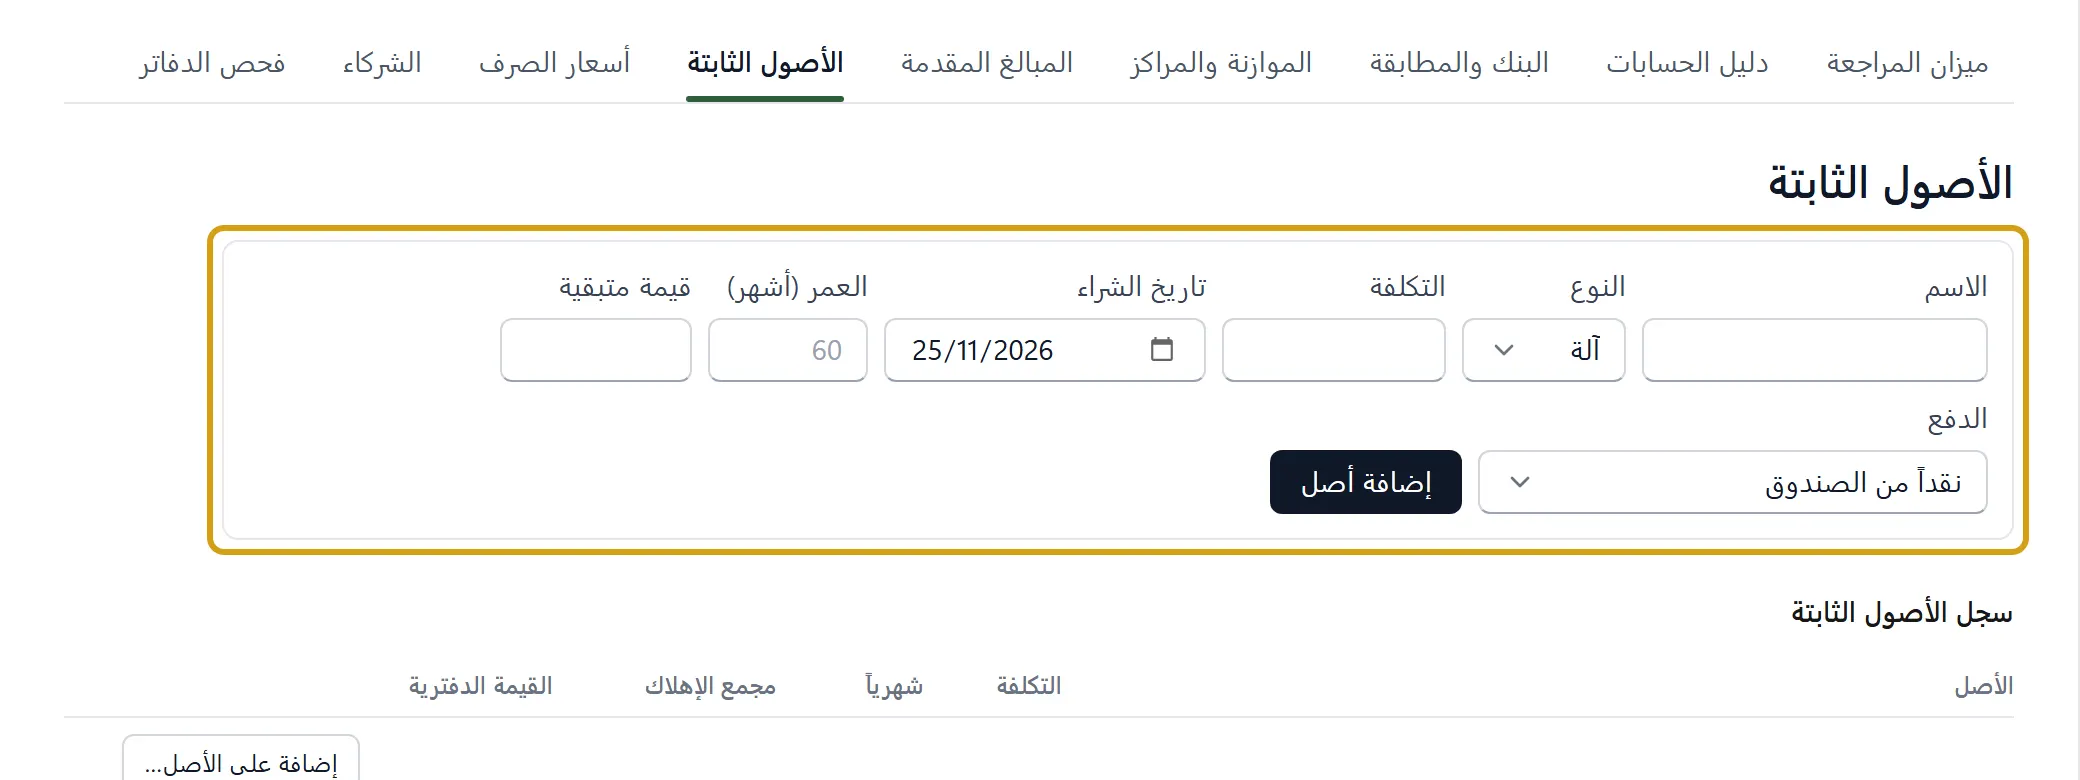 ميزان المراجعة دليل الحسابات البنك والمطابقة الموازنة والمراكز المبالغ المقدمة الأصول الثابتة أسعار الصرف الشركاء فحص الدفاتر
الأصول الثابتة
الاسم النوع التكلفة تاريخ الشراء العمر (أشهر) قيمة متبقية
آلة 25/11/2026 60
الدفع
نقداً من الصندوق إضافة أصل
سجل الأصول الثابتة
الأصل التكلفة شهرياً مجمع الإهلاك القيمة الدفترية
إضافة على الأصل...